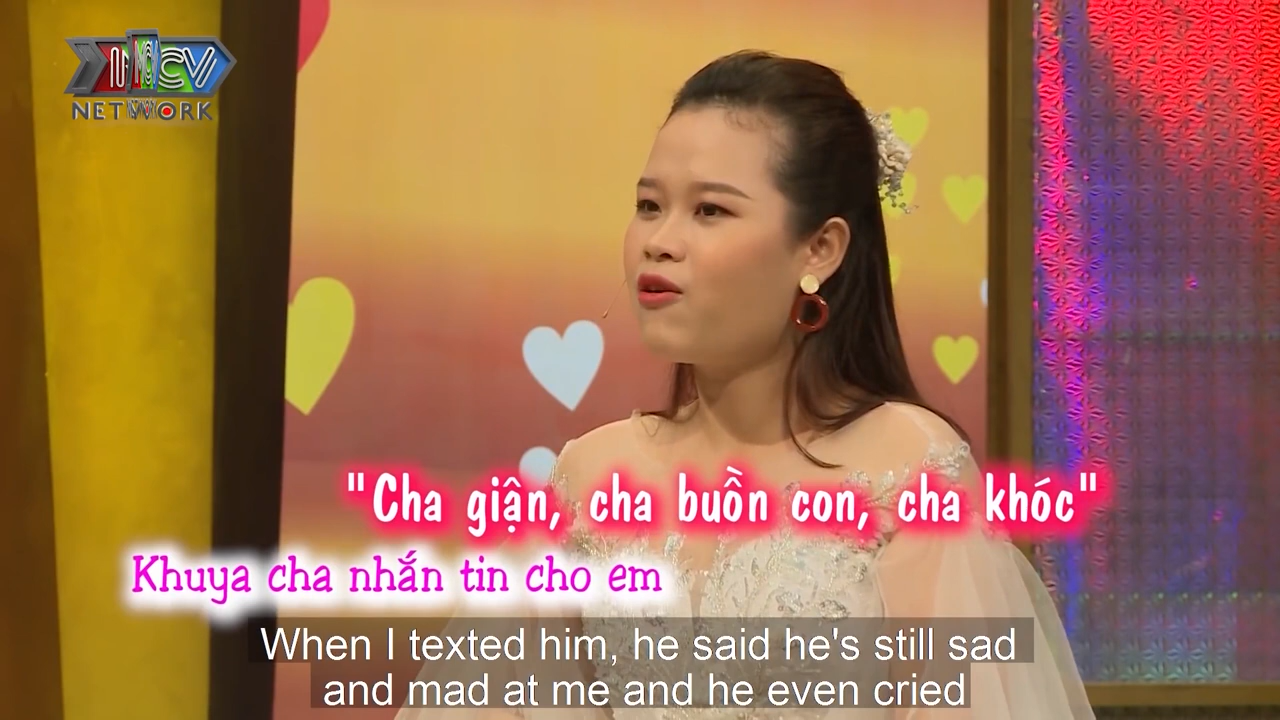 MCV
NETWORK
"Cha giận, cha buồn con, cha khóc"
Khuya cha nhắn tin cho em
When I texted him, he said he's still sad
and mad at me and he even cried